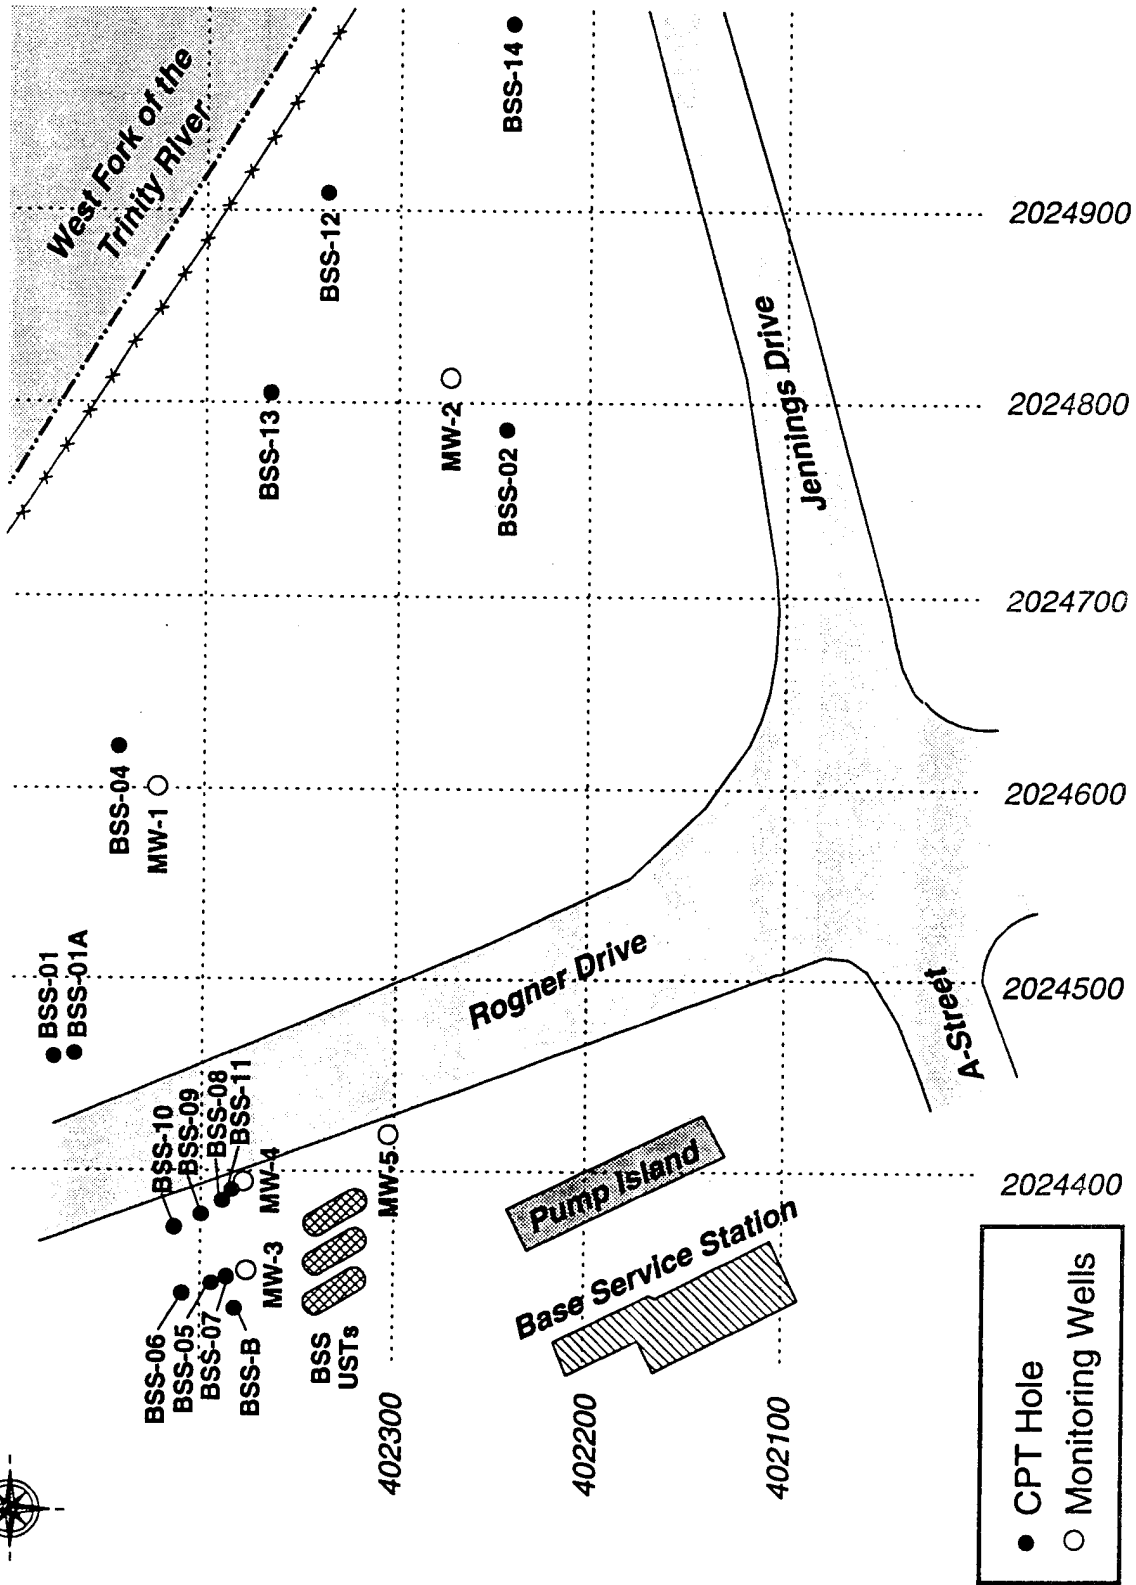 West Fork of the
Trinity River
BSS-14
BSS-12
BSS-13
MW-2
BSS-02
Jennings Drive
BSS-04
MW-1
BSS-01
BSS-01A
Rogner Drive
A-Street
BSS-10
BSS-09
BSS-08
BSS-11
MW-4
MW-5
MW-3
BSS-06
BSS-05
BSS-07
BSS-B
BSS
USTs
Pump Island
Base Service Station
402300
402200
402100
2024900
2024800
2024700
2024600
2024500
2024400
CPT Hole
Monitoring Wells